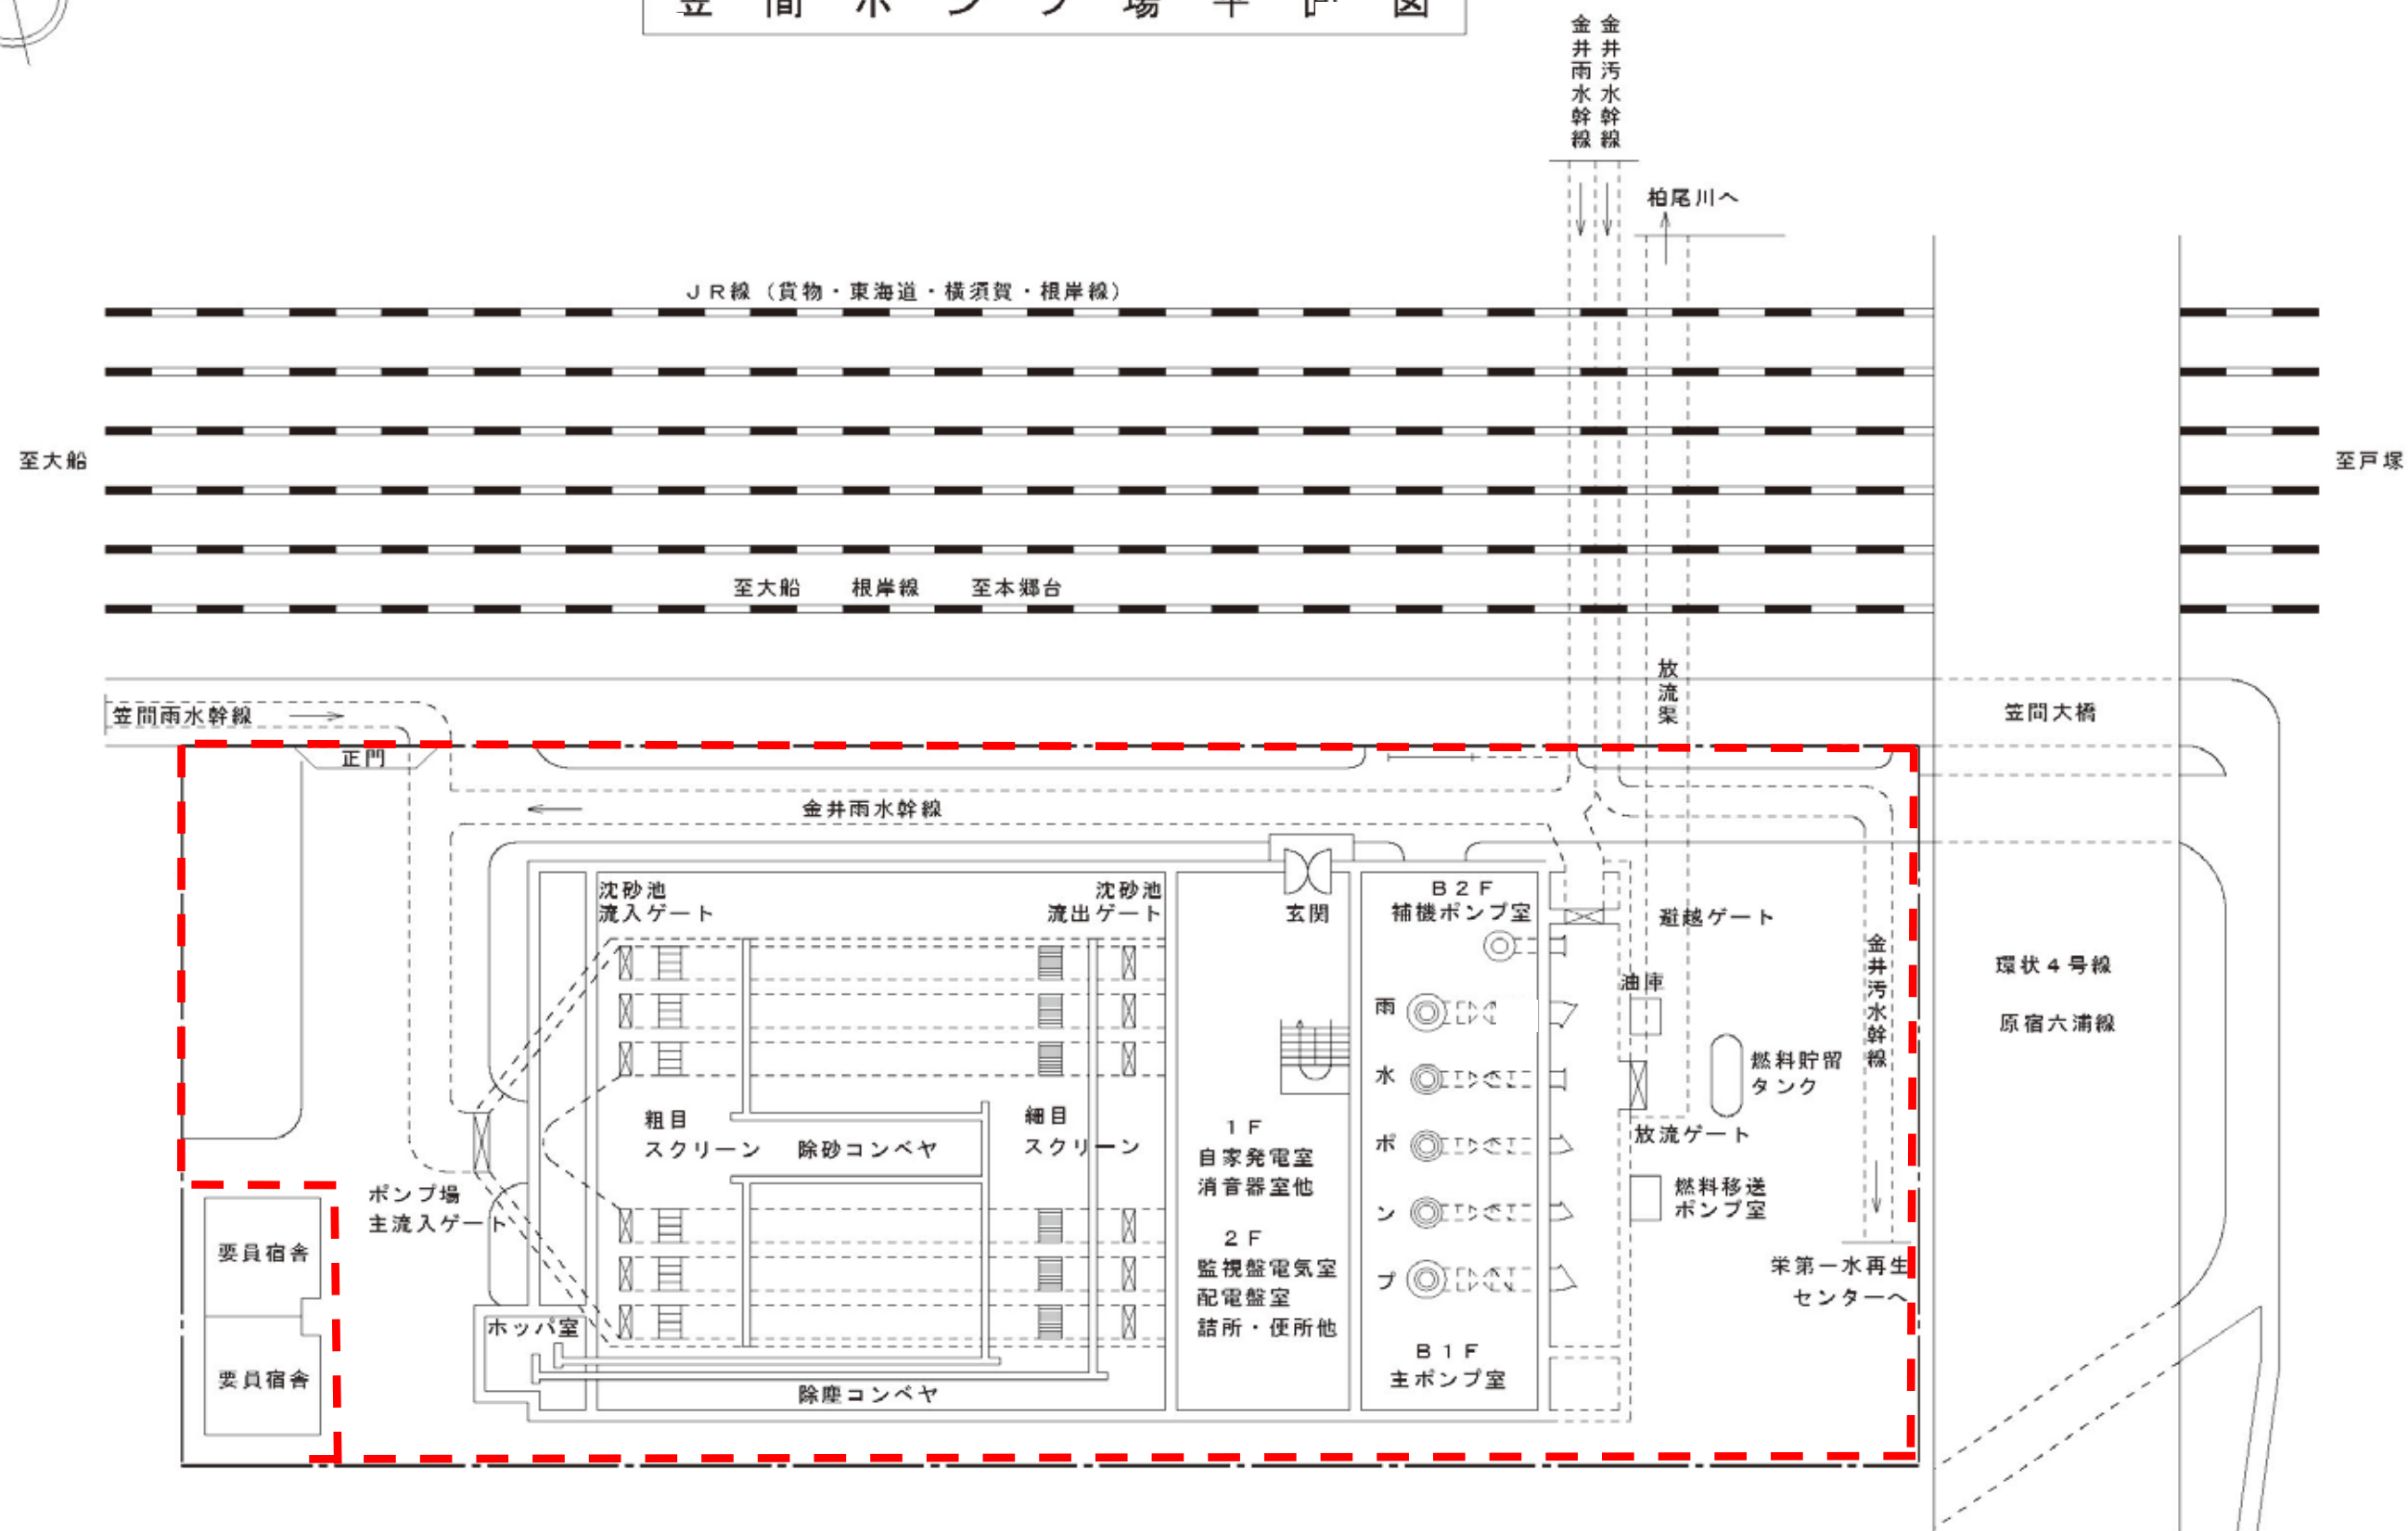 笠間ポンプ場平面図
金井雨水幹線
金井汚水幹線
柏尾川へ
JR線（貨物・東海道・横須賀・根岸線）
至大船
至戸塚
至大船 根岸線 至本郷台
放流渠
笠間雨水幹線
笠間大橋
正門
金井雨水幹線
沈砂池
流入ゲート
沈砂池
流出ゲート
玄関
B2F
補機ポンプ室
避越ゲート
金井汚水幹線
環状4号線
原宿六浦線
油庫
雨水ポンプ
燃料貯留
タンク
粗目
スクリーン
除砂コンベヤ
細目
スクリーン
1F
自家発電室
消音器室他
放流ゲート
ポンプ場
主流入ゲート
燃料移送
ポンプ室
要員宿舎
2F
監視盤電気室
配電盤室
詰所・便所他
栄第一水再生
センターへ
ホッパ室
B1F
主ポンプ室
要員宿舎
除塵コンベヤ